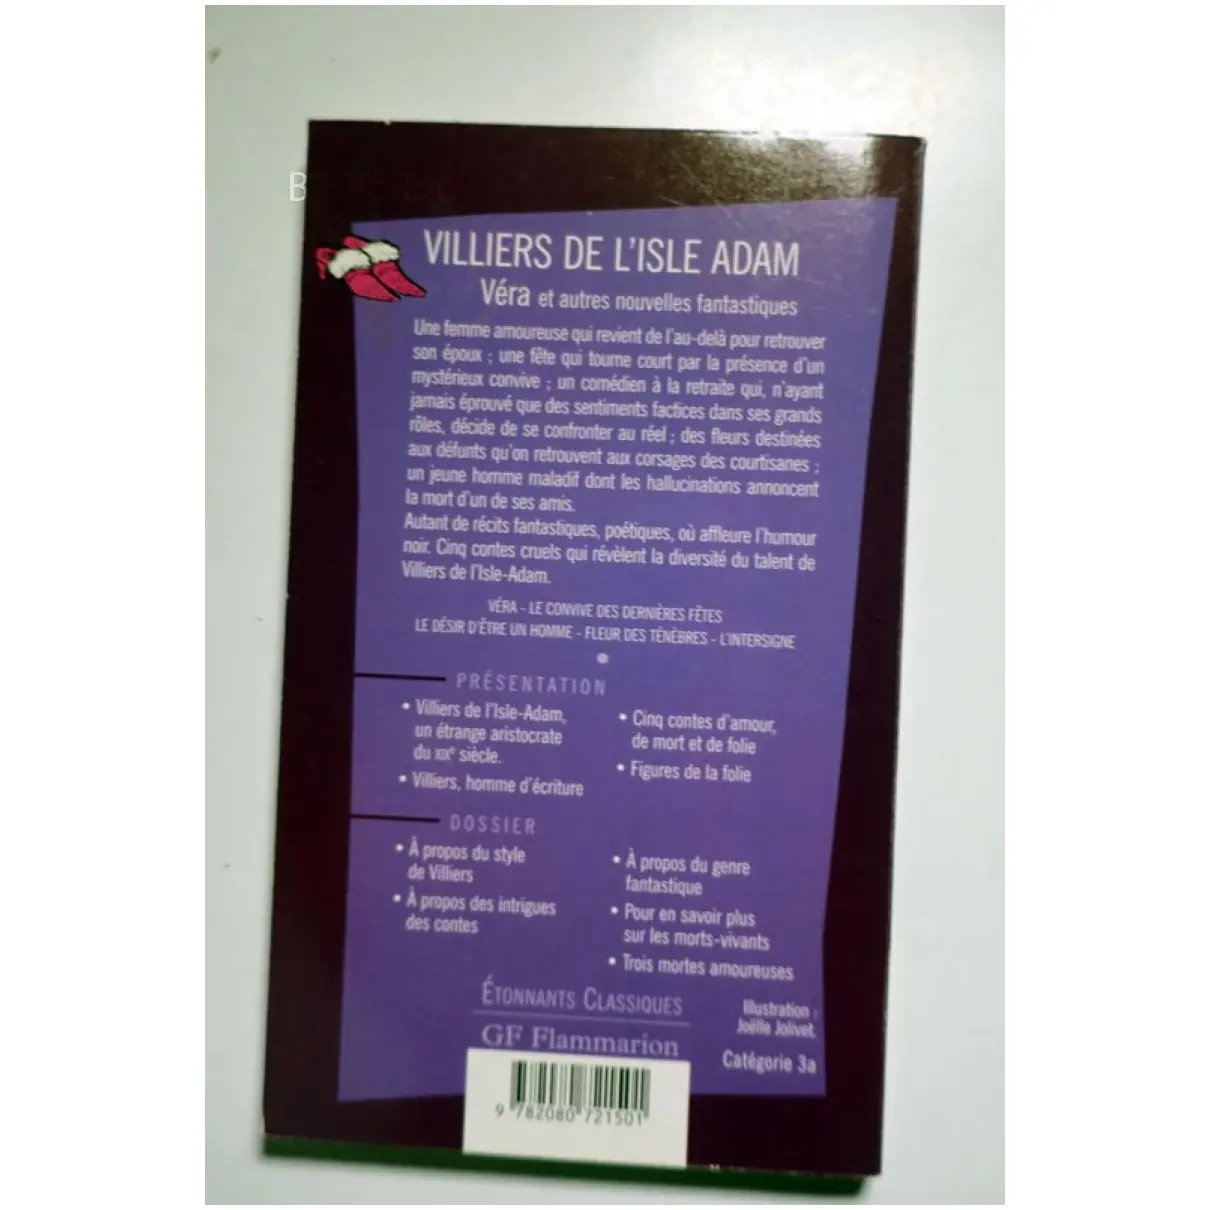 VILLIERS DE L'ISLE ADAM
Véra et autres nouvelles fantastiques
Une femme amoureuse qui revient de l'au-delà pour retrouver
son époux ; une fête qui tourne court par la présence d'un
mystérieux convive ; un comédien à la retraite qui, n'ayant
jamais éprouvé que des sentiments factices dans ses grands
rôles, décide de se confronter au réel ; des fleurs destinées
aux défunts qu'on retrouvent aux corsages des courtisanes ;
un jeune homme maladif dont les hallucinations annoncent
la mort d'un de ses amis.
Autant de récits fantastiques, poétiques, où affleure l'humour
noir. Cinq contes cruels qui révèlent la diversité du talent de
Villiers de l'Isle-Adam.
VÉRA - LE CONVIVE DES DERNIÈRES FÊTES
LE DÉSIR D'ÊTRE UN HOMME - FLEUR DES TÉNÈBRES - L'INTERSIGNE
PRÉSENTATION
• Villiers de l'Isle-Adam,
un étrange aristocrate
du XIXe siècle.
• Villiers, homme d'écriture
• Cinq contes d'amour,
de mort et de folie
• Figures de la folie
DOSSIER
• À propos du style
de Villiers
• À propos des intrigues
des contes
• À propos du genre
fantastique
• Pour en savoir plus
sur les morts-vivants
• Trois mortes amoureuses
ÉTONNANTS CLASSIQUES
GF Flammarion
Illustration :
Joëlle Jolivet.
Catégorie 3a
9 782080 721501